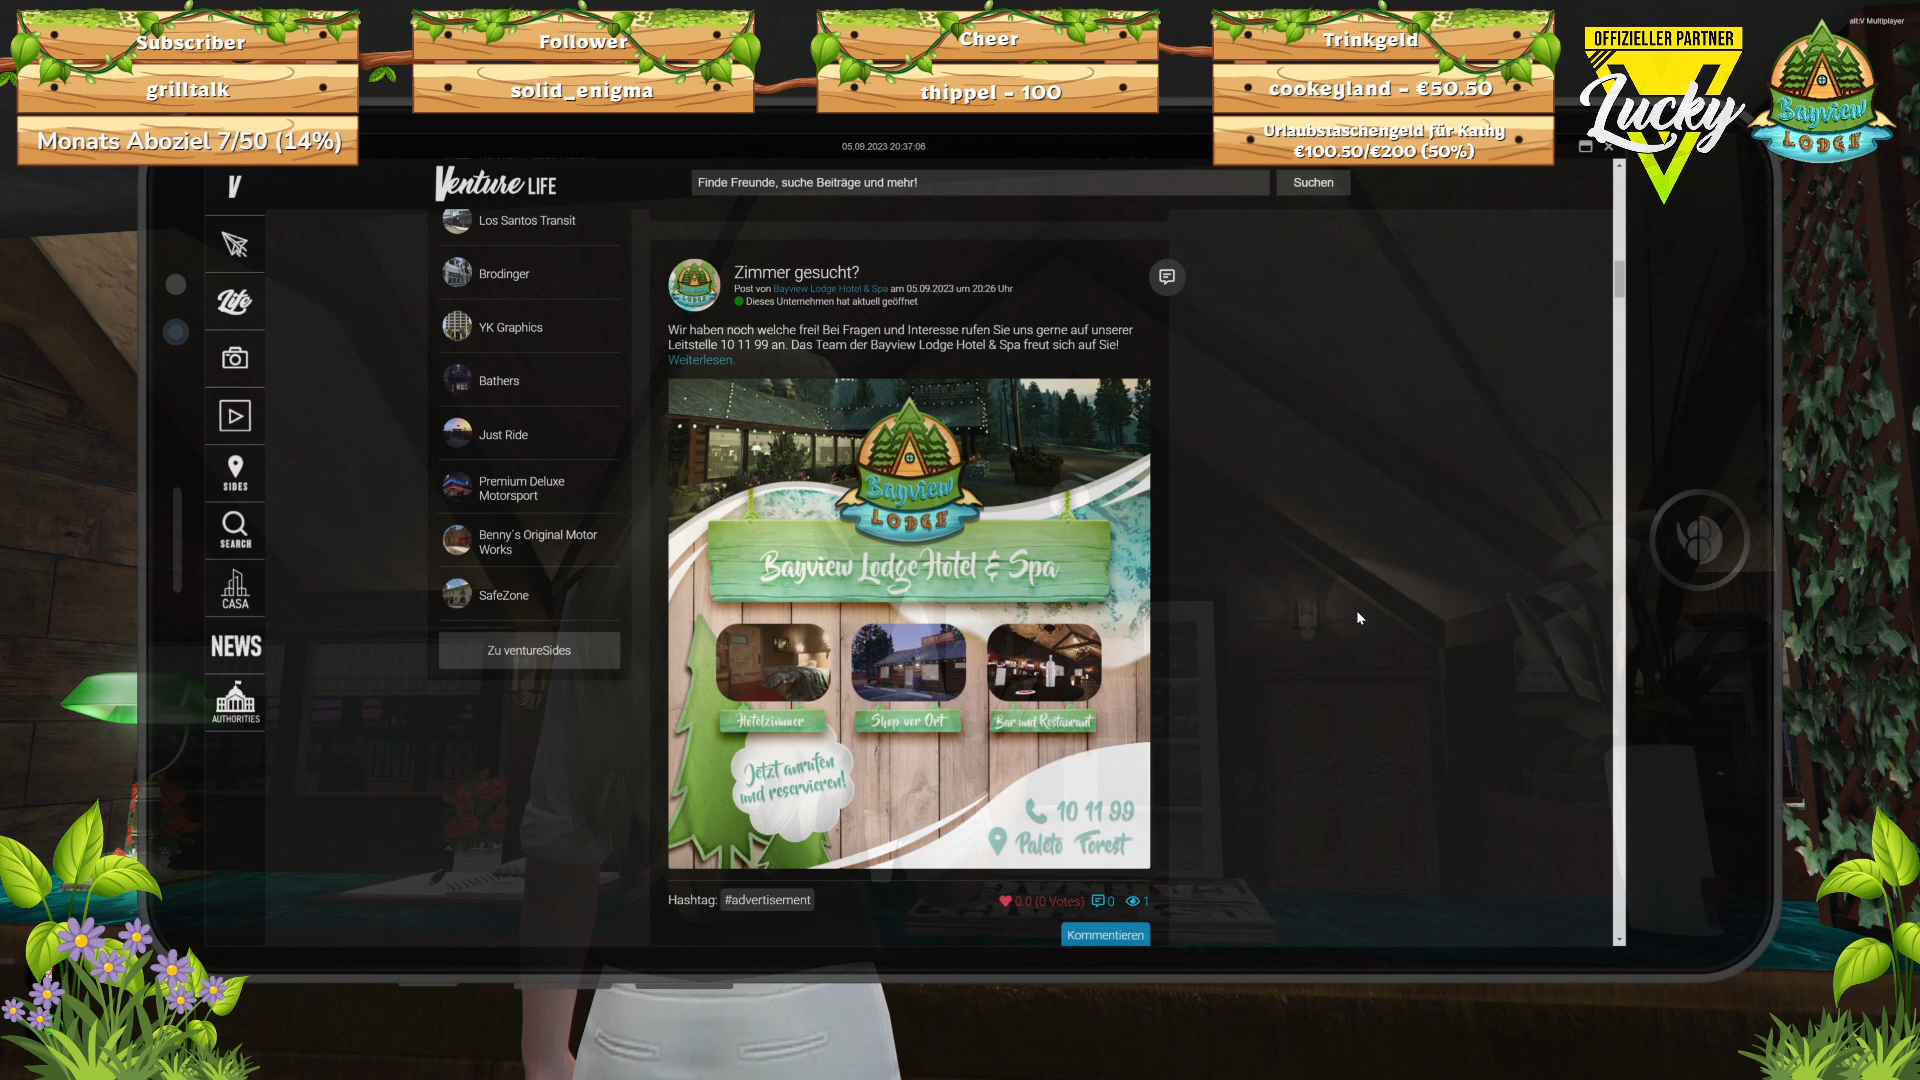 alt:V Multiplayer
Subscriber
grilltalk
Monats Aboziel 7/50 (14%)
Follower
solid_enigma
Cheer
thippel - 100
Trinkgeld
cookeyland - €50.50
Urlaubstaschengeld für Kathy
€100.50/€200 (50%)
OFFIZIELLER PARTNER
Lucky V
Bayview
LODGE
05.09.2023 20:37:06
V
Life
SIDES
SEARCH
CASA
NEWS
AUTHORITIES
Venture LIFE
Finde Freunde, suche Beiträge und mehr!
Suchen
Los Santos Transit
Brodinger
YK Graphics
Bathers
Just Ride
Premium Deluxe
Motorsport
Benny´s Original Motor
Works
SafeZone
Zu ventureSides
Zimmer gesucht?
Post von Bayview Lodge Hotel & Spa am 05.09.2023 um 20:26 Uhr
Dieses Unternehmen hat aktuell geöffnet
Wir haben noch welche frei! Bei Fragen und Interesse rufen Sie uns gerne auf unserer
Leitstelle 10 11 99 an. Das Team der Bayview Lodge Hotel & Spa freut sich auf Sie!
Weiterlesen.
Bayview
LODGE
Bayview Lodge Hotel & Spa
Hotelzimmer
Shop vor Ort
Bar und Restaurant
Jetzt anrufen
und reservieren!
10 11 99
Paleto Forest
Hashtag: #advertisement
0.0 (0 Votes) 0 1
Kommentieren